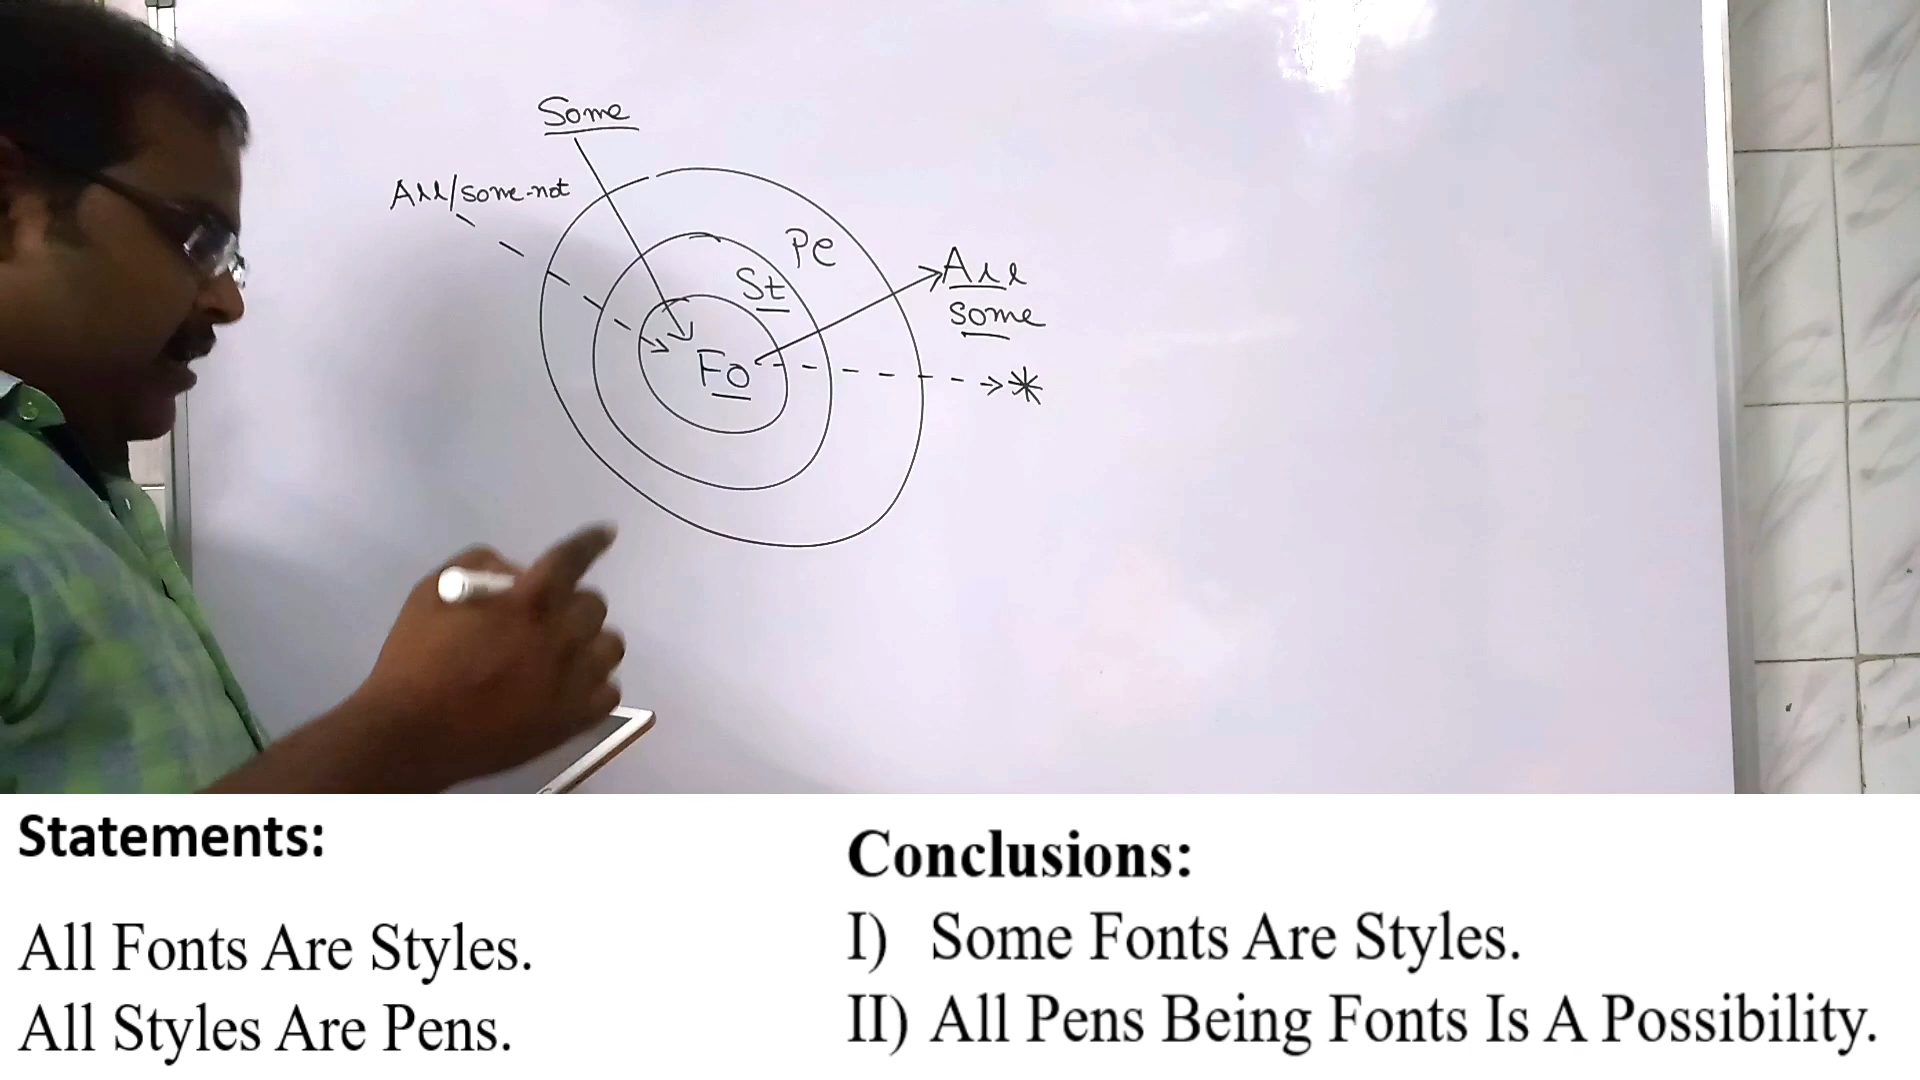 Some
All/some-not
Pe
St
All
some
Fo
*
Statements:
All Fonts Are Styles.
All Styles Are Pens.
Conclusions:
I) Some Fonts Are Styles.
II) All Pens Being Fonts Is A Possibility.